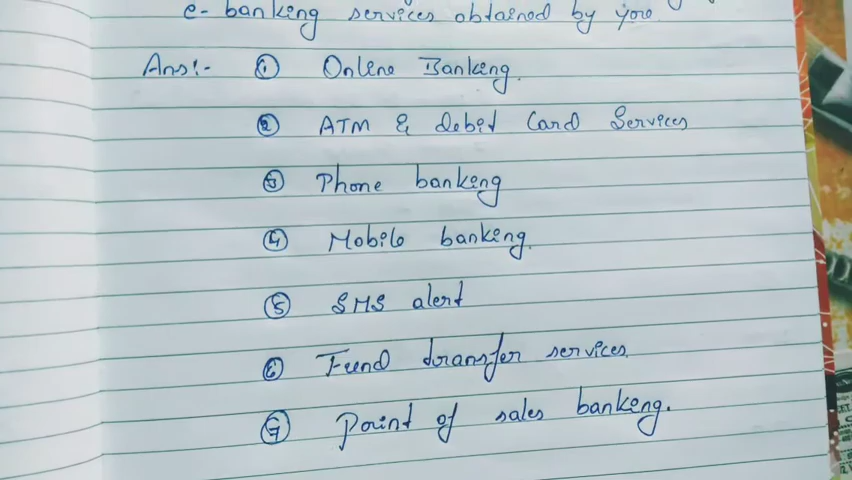 e- banking services obtained by you
Ans:- ① Online Banking.
② ATM & debit Card Services
③ Phone banking
④ Mobile banking.
⑤ SMS alert
⑥ Fund transfer services.
⑦ Point of sales banking.